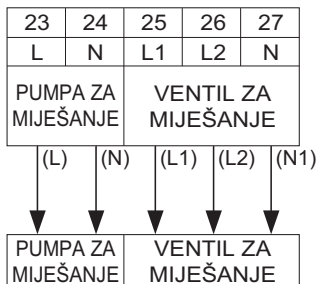 23 24 25 26 27
L N L1 L2 N
PUMPA ZA VENTIL ZA
MIJEŠANJE MIJEŠANJE
(L) (N) (L1) (L2) (N1)
PUMPA ZA VENTIL ZA
MIJEŠANJE MIJEŠANJE